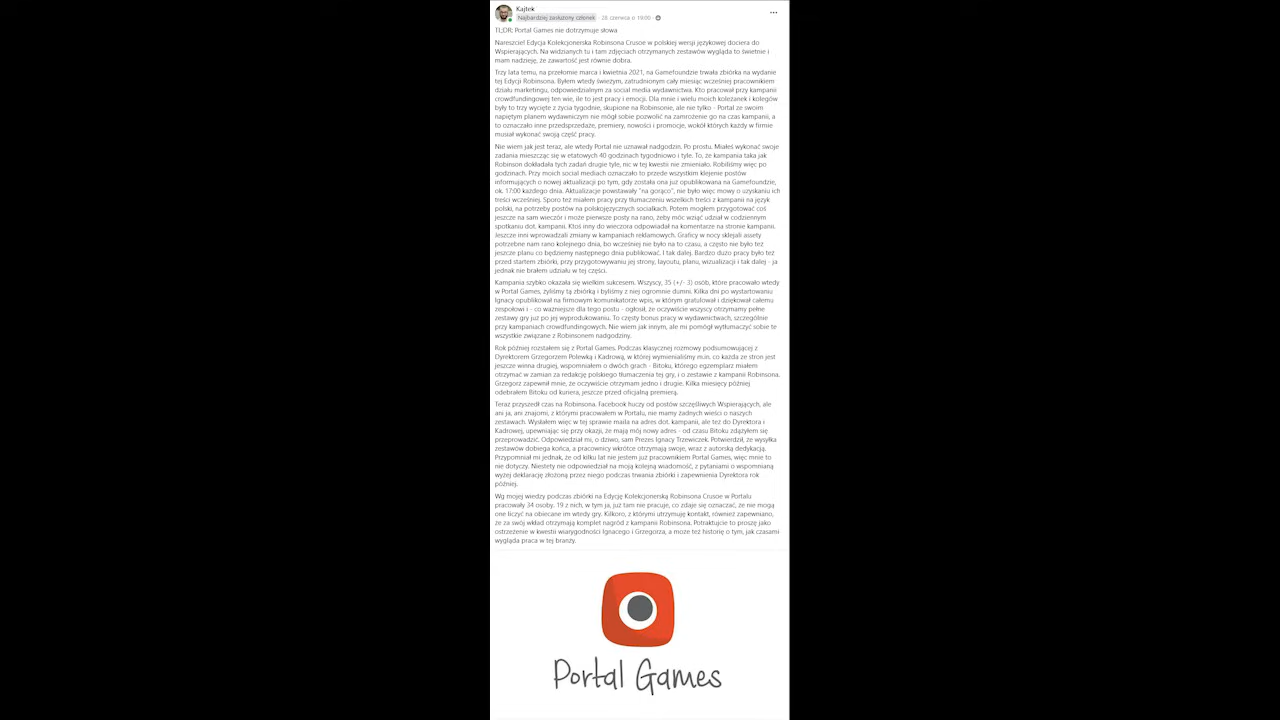 Kajtek
Najbardziej zasłużony członek 28 czerwca o 19:00
TL;DR: Portal Games nie dotrzymuje słowa
Nareszcie! Edycja Kolekcjonerska Robinsona Crusoe w polskiej wersji językowej dociera do
Wspierających. Na widzianych tu i tam zdjęciach otrzymanych zestawów wygląda to świetnie i
mam nadzieję, że zawartość jest równie dobra.
Trzy lata temu, na przełomie marca i kwietnia 2021, na Gamefoundzie trwała zbiórka na wydanie
tej Edycji Robinsona. Byłem wtedy świeżym, zatrudnionym cały miesiąc wcześniej pracownikiem
działu marketingu, odpowiedzialnym za social media wydawnictwa. Kto pracował przy kampanii
crowdfundingowej ten wie, ile to jest pracy i emocji. Dla mnie i wielu moich koleżanek i kolegów
były to trzy wycięte z życia tygodnie, skupione na Robinsonie, ale nie tylko - Portal ze swoim
napiętym planem wydawniczym nie mógł sobie pozwolić na zamrożenie go na czas kampanii, a
to oznaczało inne przedsprzedaże, premiery, nowości i promocje, wokół których każdy w firmie
musiał wykonać swoją część pracy.
Nie wiem jak jest teraz, ale wtedy Portal nie uznawał nadgodzin. Po prostu. Miałeś wykonać swoje
zadania mieszcząc się w etatowych 40 godzinach tygodniowo i tyle. To, że kampania taka jak
Robinson dokładała tych zadań drugie tyle, nic w tej kwestii nie zmieniało. Robiliśmy więc po
godzinach. Przy moich social mediach oznaczało to przede wszystkim klejenie postów
informujących o nowej aktualizacji po tym, gdy została ona już opublikowana na Gamefoundzie,
ok. 17:00 każdego dnia. Aktualizacje powstawały "na gorąco", nie było więc mowy o uzyskaniu ich
treści wcześniej. Sporo też miałem pracy przy tłumaczeniu wszelkich treści z kampanii na język
polski, na potrzeby postów na polskojęzycznych socialkach. Potem mogłem przygotować coś
jeszcze na sam wieczór i może pierwsze posty na rano, żeby móc wziąć udział w codziennym
spotkaniu dot. kampanii. Ktoś inny do wieczora odpowiadał na komentarze na stronie kampanii.
Jeszcze inni wprowadzali zmiany w kampaniach reklamowych. Graficy w nocy sklejali assety
potrzebne nam rano kolejnego dnia, bo wcześniej nie było na to czasu, a często nie było też
jeszcze planu co będziemy następnego dnia publikować. I tak dalej. Bardzo dużo pracy było też
przed startem zbiórki, przy przygotowywaniu jej strony, layoutu, planu, wizualizacji i tak dalej - ja
jednak nie brałem udziału w tej części.
Kampania szybko okazała się wielkim sukcesem. Wszyscy, 35 (+/- 3) osób, które pracowało wtedy
w Portal Games, żyliśmy tą zbiórką i byliśmy z niej ogromnie dumni. Kilka dni po wystartowaniu
Ignacy opublikował na firmowym komunikatorze wpis, w którym gratulował i dziękował całemu
zespołowi i - co ważniejsze dla tego postu - ogłosił, że oczywiście wszyscy otrzymamy pełne
zestawy gry już po jej wyprodukowaniu. To częsty bonus pracy w wydawnictwach, szczególnie
przy kampaniach crowdfundingowych. Nie wiem jak innym, ale mi pomógł wytłumaczyć sobie te
wszystkie związane z Robinsonem nadgodziny.
Rok później rozstałem się z Portal Games. Podczas klasycznej rozmowy podsumowującej z
Dyrektorem Grzegorzem Polewką i Kadrową, w której wymienialiśmy m.in. co każda ze stron jest
jeszcze winna drugiej, wspomniałem o dwóch grach - Bitoku, którego egzemplarz miałem
otrzymać w zamian za redakcję polskiego tłumaczenia tej gry, i o zestawie z kampanii Robinsona.
Grzegorz zapewnił mnie, że oczywiście otrzymam jedno i drugie. Kilka miesięcy później
odebrałem Bitoku od kuriera, jeszcze przed oficjalną premierą.
Teraz przyszedł czas na Robinsona. Facebook huczy od postów szczęśliwych Wspierających, ale
ani ja, ani znajomi, z którymi pracowałem w Portalu, nie mamy żadnych wieści o naszych
zestawach. Wysłałem więc w tej sprawie maila na adres dot. kampanii, ale też do Dyrektora i
Kadrowej, upewniając się przy okazji, że mają mój nowy adres - od czasu Bitoku zdążyłem się
przeprowadzić. Odpowiedział mi, o dziwo, sam Prezes Ignacy Trzewiczek. Potwierdził, że wysyłka
zestawów dobiega końca, a pracownicy wkrótce otrzymają swoje, wraz z autorską dedykacją.
Przypomniał mi jednak, że od kilku lat nie jestem już pracownikiem Portal Games, więc mnie to
nie dotyczy. Niestety nie odpowiedział na moją kolejną wiadomość, z pytaniami o wspomnianą
wyżej deklarację złożoną przez niego podczas trwania zbiórki i zapewnienia Dyrektora rok
później.
Wg mojej wiedzy podczas zbiórki na Edycję Kolekcjonerską Robinsona Crusoe w Portalu
pracowały 34 osoby. 19 z nich, w tym ja, już tam nie pracuje, co zdaje się oznaczać, że nie mogą
one liczyć na obiecane im wtedy gry. Kilkoro, z którymi utrzymuję kontakt, również zapewniano,
że za swój wkład otrzymają komplet nagród z kampanii Robinsona. Potraktujcie to proszę jako
ostrzeżenie w kwestii wiarygodności Ignacego i Grzegorza, a może też historię o tym, jak czasami
wygląda praca w tej branży.
Portal Games